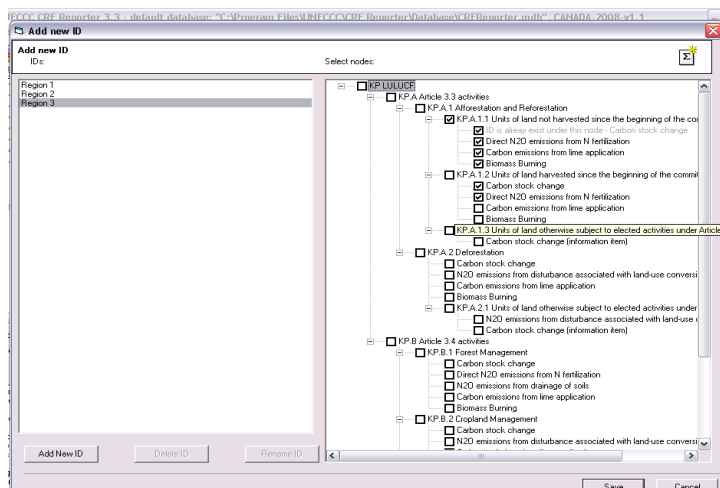 UNFCCC CRF Reporter 3.3 - default database: "C:\Program Files\UNFCCC\CRF Reporter\Database\CRFReporter.mdb", CANADA-2008-v1.1
Add new ID
Add new ID
IDs:
Select nodes:
Region 1
Region 2
Region 3
KP LULUCF
KP.A Article 3.3 activities
KP.A.1 Afforestation and Reforestation
KP.A.1.1 Units of land not harvested since the beginning of the
ID is alreay exist under this node - Carbon stock change
Direct N2O emissions from N fertilization
Carbon emissions from lime application
Biomass Burning
KP.A.1.2 Units of land harvested since the beginning of the commit
Carbon stock change
Direct N2O emissions from N fertilization
Carbon emissions from lime application
Biomass Burning
KP.A.1.3 Units of land otherwise subject to elected activities under Article
Carbon stock change (information item)
KP.A.2 Deforestation
Carbon stock change
N2O emissions from disturbance associated with land-use conversi
Carbon emissions from lime application
Biomass Burning
KP.A.2.1 Units of land otherwise subject to elected activities under
N2O emissions from disturbance associated with land-use
Carbon stock change (information item)
KP.B Article 3.4 activities
KP.B.1 Forest Management
Carbon stock change
Direct N2O emissions from N fertilization
N2O emissions from drainage of soils
Carbon emissions from lime application
Biomass Burning
KP.B.2 Cropland Management
Carbon stock change
N2O emissions from disturbance associated with land-use conversi
Add New ID
Delete ID
Rename ID
Save
Cancel